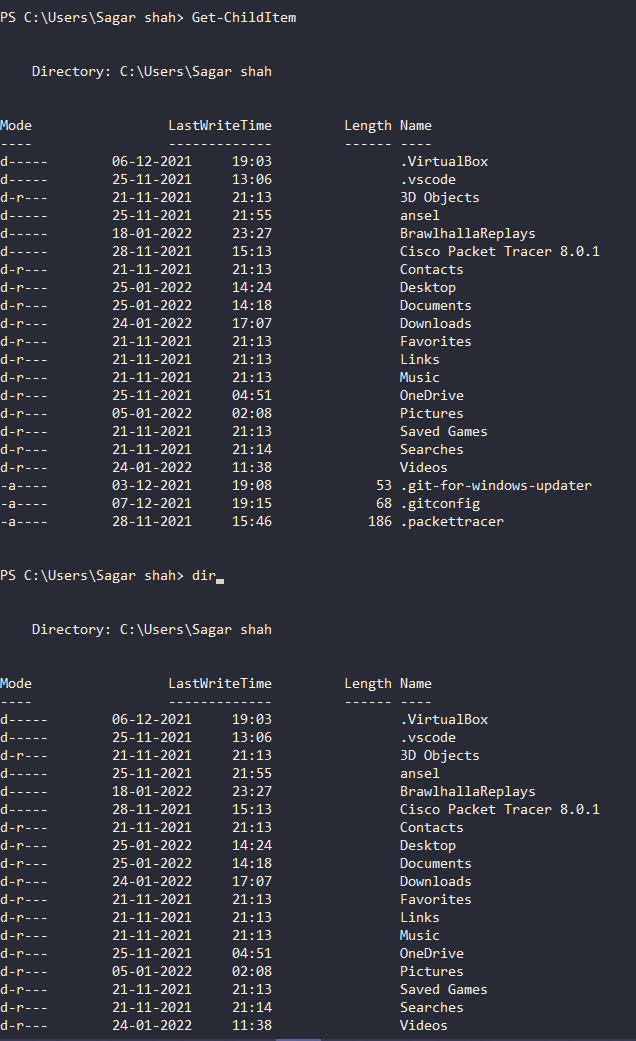 PS C:\Users\Sagar shah> Get-ChildItem
Directory: C:\Users\Sagar shah
Mode LastWriteTime Length Name
---- ------------- ------ ----
d----- 06-12-2021 19:03 .VirtualBox
d----- 25-11-2021 13:06 .vscode
d-r--- 21-11-2021 21:13 3D Objects
d----- 25-11-2021 21:55 ansel
d----- 18-01-2022 23:27 BrawlhallaReplays
d----- 28-11-2021 15:13 Cisco Packet Tracer 8.0.1
d-r--- 21-11-2021 21:13 Contacts
d-r--- 25-01-2022 14:24 Desktop
d-r--- 25-01-2022 14:18 Documents
d-r--- 24-01-2022 17:07 Downloads
d-r--- 21-11-2021 21:13 Favorites
d-r--- 21-11-2021 21:13 Links
d-r--- 21-11-2021 21:13 Music
d-r--- 25-11-2021 04:51 OneDrive
d-r--- 05-01-2022 02:08 Pictures
d-r--- 21-11-2021 21:13 Saved Games
d-r--- 21-11-2021 21:14 Searches
d-r--- 24-01-2022 11:38 Videos
-a---- 03-12-2021 19:08 53 .git-for-windows-updater
-a---- 07-12-2021 19:15 68 .gitconfig
-a---- 28-11-2021 15:46 186 .packettracer
PS C:\Users\Sagar shah> dir
Directory: C:\Users\Sagar shah
Mode LastWriteTime Length Name
---- ------------- ------ ----
d----- 06-12-2021 19:03 .VirtualBox
d----- 25-11-2021 13:06 .vscode
d-r--- 21-11-2021 21:13 3D Objects
d----- 25-11-2021 21:55 ansel
d----- 18-01-2022 23:27 BrawlhallaReplays
d----- 28-11-2021 15:13 Cisco Packet Tracer 8.0.1
d-r--- 21-11-2021 21:13 Contacts
d-r--- 25-01-2022 14:24 Desktop
d-r--- 25-01-2022 14:18 Documents
d-r--- 24-01-2022 17:07 Downloads
d-r--- 21-11-2021 21:13 Favorites
d-r--- 21-11-2021 21:13 Links
d-r--- 21-11-2021 21:13 Music
d-r--- 25-11-2021 04:51 OneDrive
d-r--- 05-01-2022 02:08 Pictures
d-r--- 21-11-2021 21:13 Saved Games
d-r--- 21-11-2021 21:14 Searches
d-r--- 24-01-2022 11:38 Videos